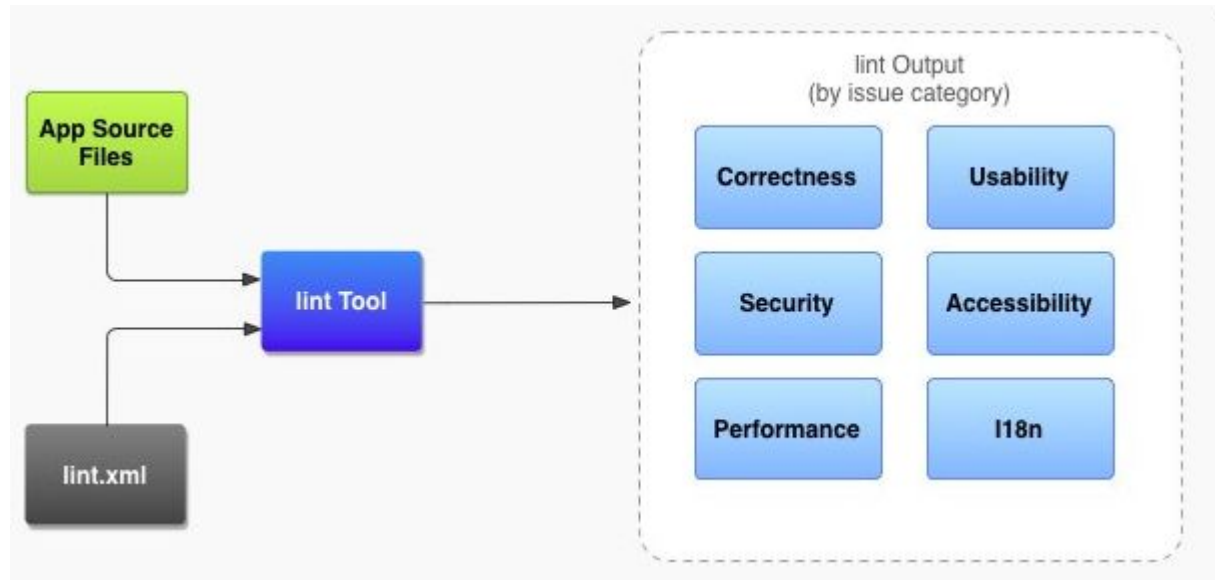 App Source
Files
lint Tool
lint.xml
lint Output
(by issue category)
Correctness
Usability
Security
Accessibility
Performance
I18n